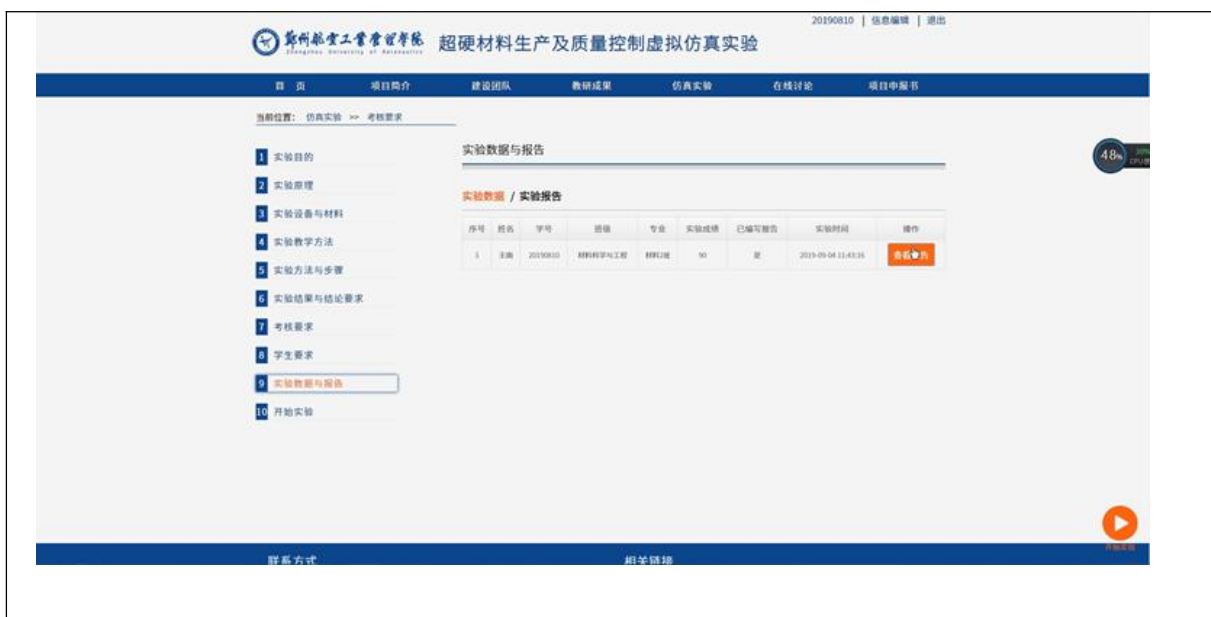 20190810 | 信息编辑 | 退出
郑州航空工业管理学院 超硬材料生产及质量控制虚拟仿真实验
首 页 项目简介 建设团队 教研成果 仿真实验 在线讨论 项目申报书
当前位置： 仿真实验 >> 考核要求
实验数据与报告
1 实验目的
2 实验原理
3 实验设备与材料
4 实验教学方法
5 实验方法与步骤
6 实验结果与结论要求
7 考核要求
8 学生要求
9 实验数据与报告
10 开始实验
实验数据 / 实验报告
序号 姓名 学号 班级 专业 实验成绩 已编写报告 实验时间 操作
1 20190810 材料科学与工程 材料2班 90 是 2019-09-04 11:43:16 查看
48%
开始实验
联系方式 相关链接